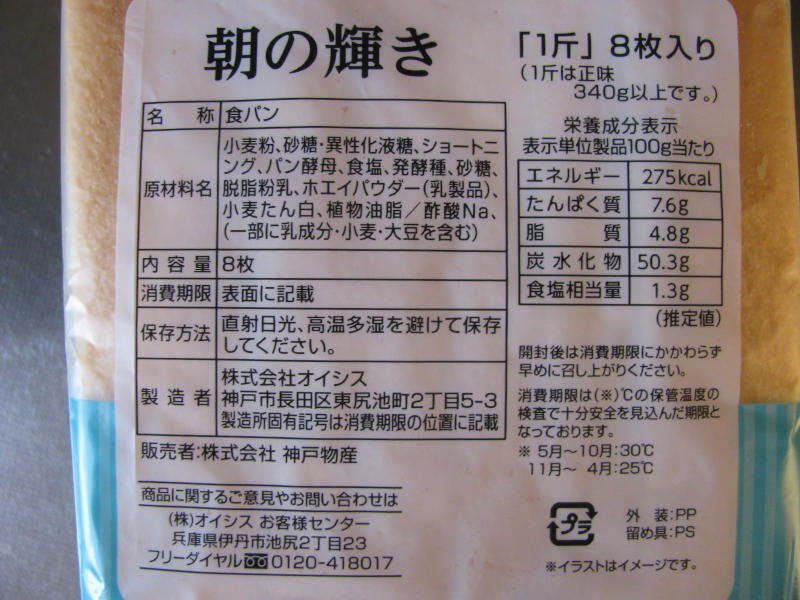 朝の輝き
「1斤」8枚入り
(1斤は正味
340g以上です。)
名称 食パン
原材料名
小麦粉、砂糖・異性化液糖、ショートニ
ング、パン酵母、食塩、発酵種、砂糖、
脱脂粉乳、ホエイパウダー(乳製品)、
小麦たん白、植物油脂/酢酸Na、
(一部に乳成分・小麦・大豆を含む)
内容量 8枚
消費期限 表面に記載
保存方法
直射日光、高温多湿を避けて保存
してください。
製造者
株式会社オイシス
神戸市長田区東尻池町2丁目5-3
製造所固有記号は消費期限の位置に記載
販売者:株式会社 神戸物産
商品に関するご意見やお問い合わせは
(株)オイシス お客様センター
兵庫県伊丹市池尻2丁目23
フリーダイヤル 0120-418017
栄養成分表示
表示単位製品100g当たり
エネルギー 275kcal
たんぱく質 7.6g
脂質 4.8g
炭水化物 50.3g
食塩相当量 1.3g
(推定値)
開封後は消費期限にかかわらず
早めに召し上がりください。
消費期限は(※)℃の保管温度の
検査で十分安全を見込んだ期限と
なっております。
※ 5月~10月:30℃
11月~ 4月:25℃
プラ
外装:PP
留め具:PS
※イラストはイメージです。